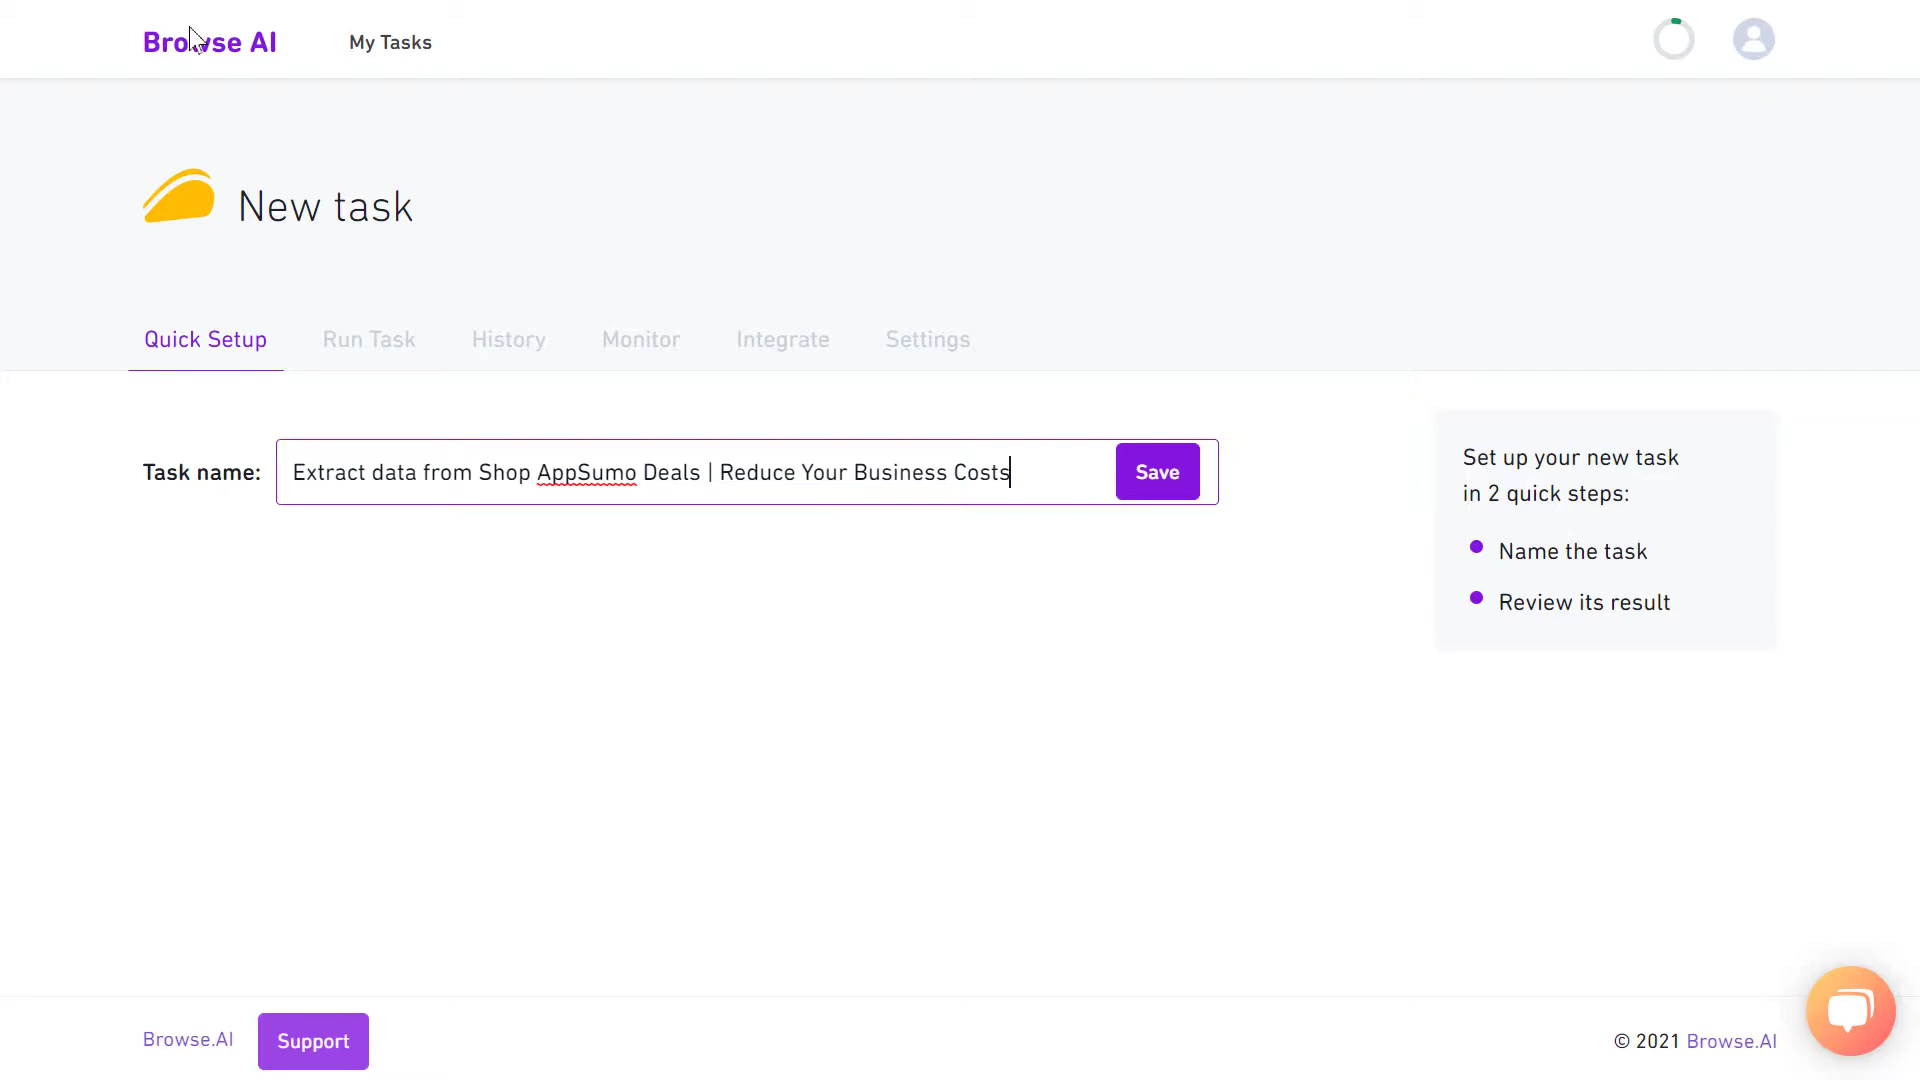 Browse AI
My Tasks
New task
Quick Setup
Run Task
History
Monitor
Integrate
Settings
Task name:
Extract data from Shop AppSumo Deals | Reduce Your Business Costs
Save
Set up your new task
in 2 quick steps:
Name the task
Review its result
Browse.AI
Support
© 2021 Browse.AI